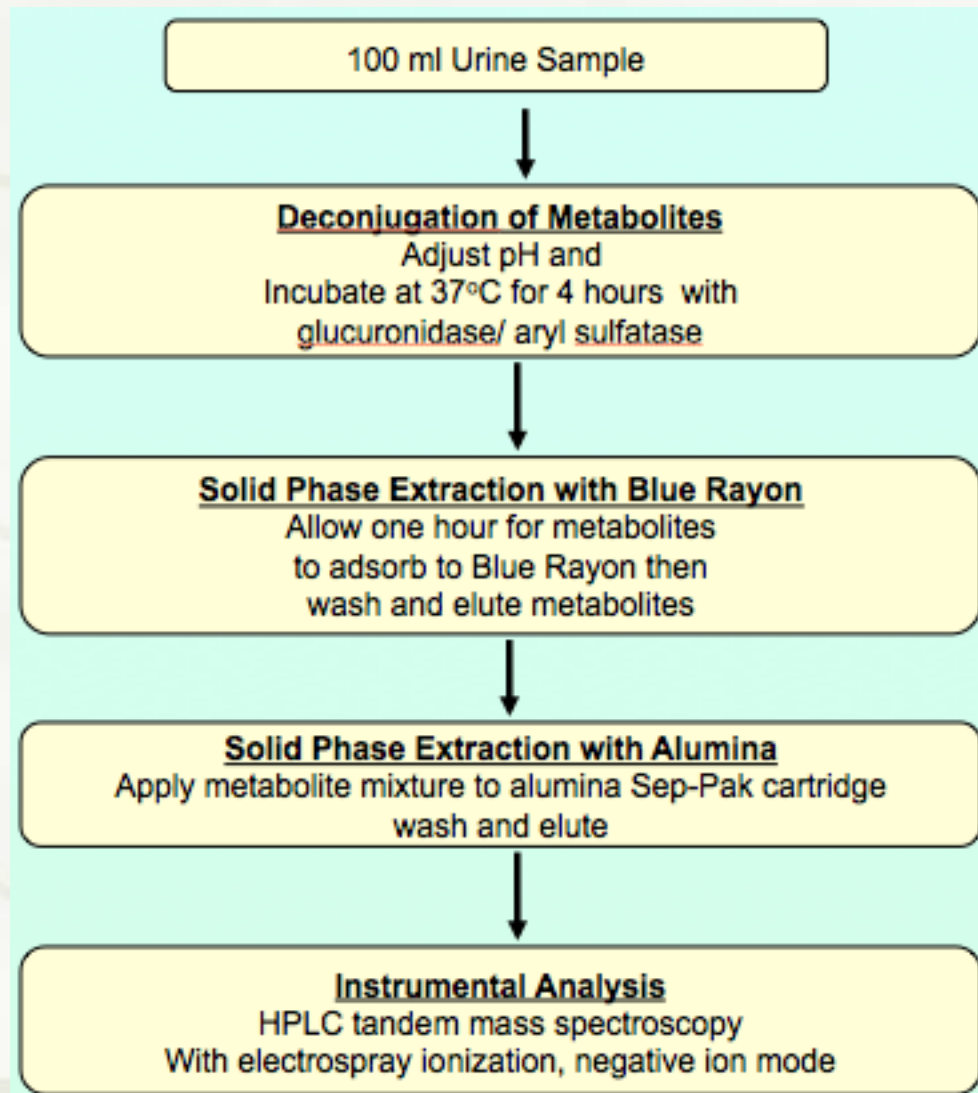 100 ml Urine Sample
Deconjugation of Metabolites
Adjust pH and
Incubate at 37°C for 4 hours with
glucuronidase/ aryl sulfatase
Solid Phase Extraction with Blue Rayon
Allow one hour for metabolites
to adsorb to Blue Rayon then
wash and elute metabolites
Solid Phase Extraction with Alumina
Apply metabolite mixture to alumina Sep-Pak cartridge
wash and elute
Instrumental Analysis
HPLC tandem mass spectroscopy
With electrospray ionization, negative ion mode